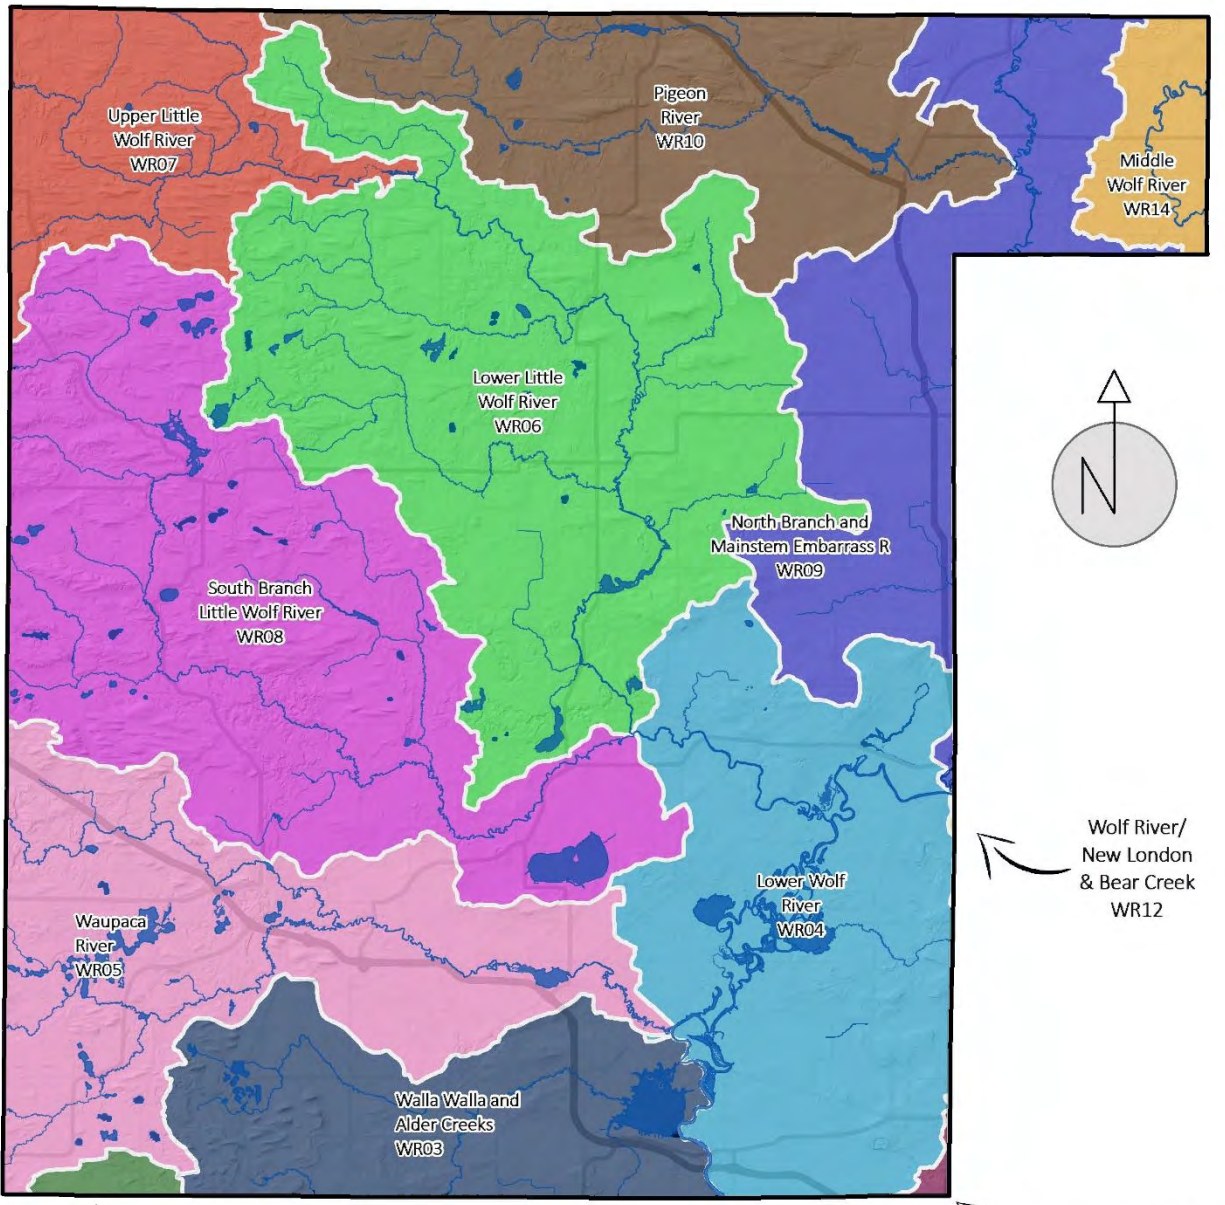 Upper Little
Wolf River
WR07
Pigeon
River
WR10
Middle
Wolf River
WR14
Lower Little
Wolf River
WR06
N
North Branch and
Mainstem Embarrass R
WR09
South Branch
Little Wolf River
WR08
Wolf River/
New London
& Bear Creek
WR12
Lower Wolf
River
WR04
Waupaca
River
WR05
Walla Walla and
Alder Creeks
WR03